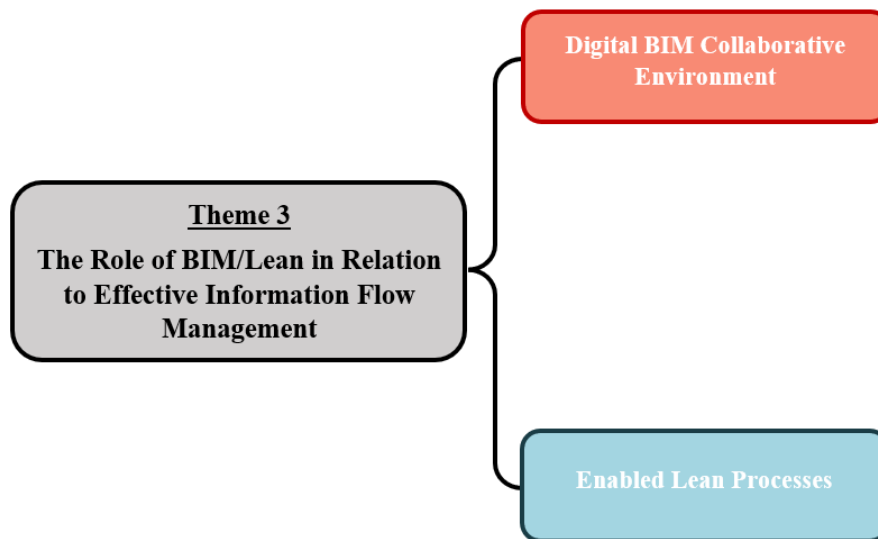 Digital BIM Collaborative
Environment
Theme 3
The Role of BIM/Lean in Relation
to Effective Information Flow
Management
Enabled Lean Processes